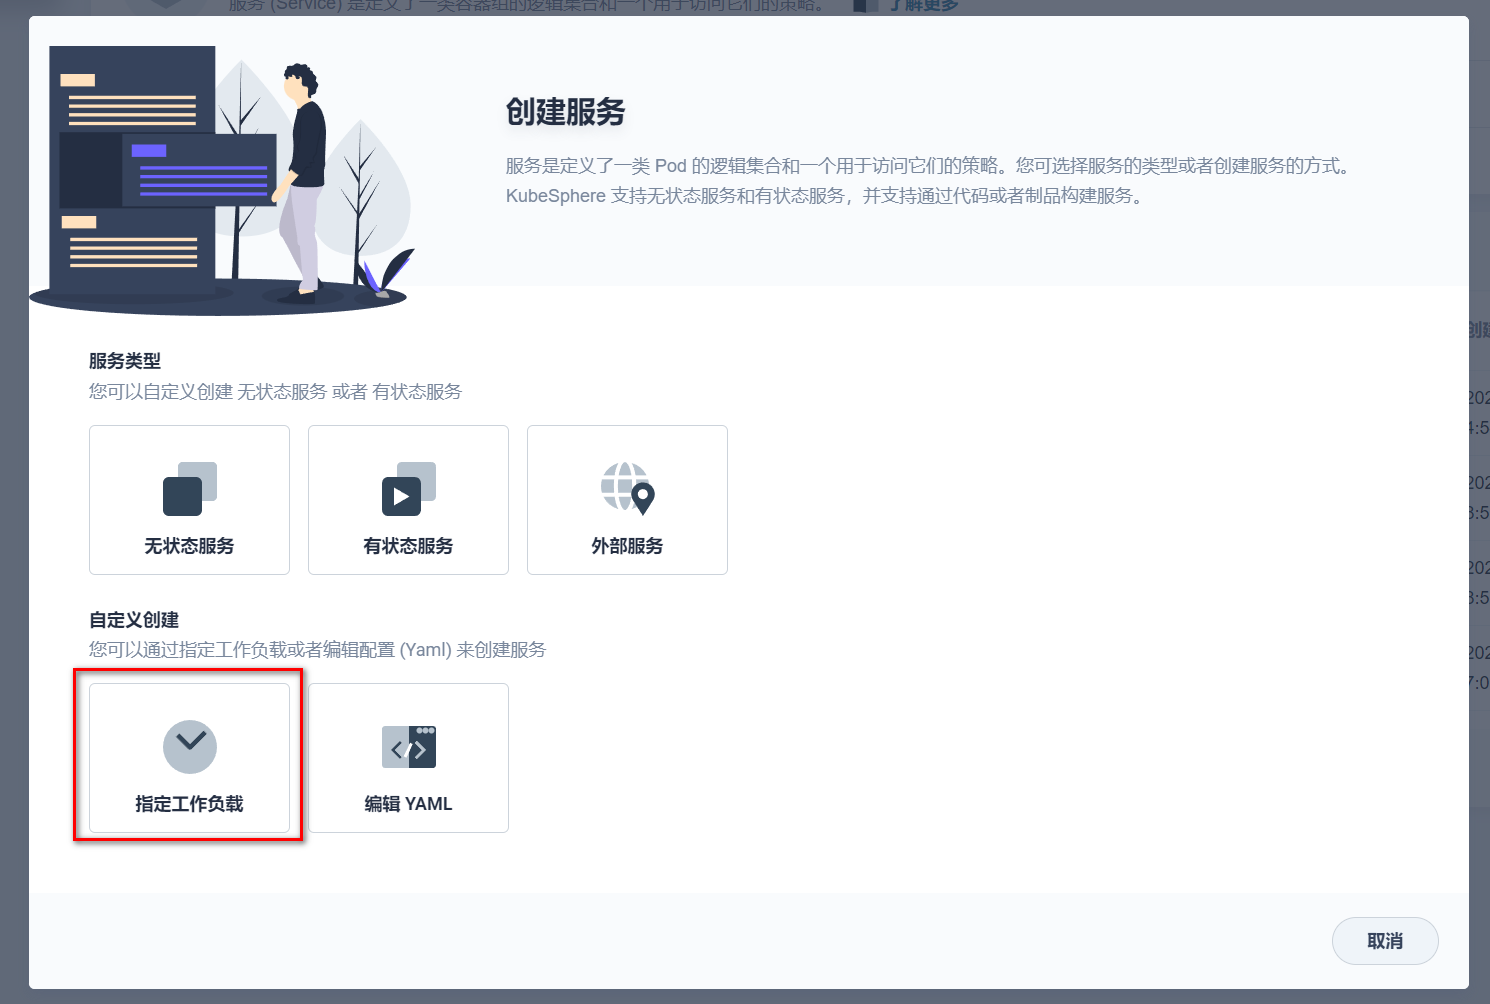 服务 (Service) 是定义了一类容器组的逻辑集合和一个用于访问它们的策略。 了解更多
创建服务
服务是定义了一类 Pod 的逻辑集合和一个用于访问它们的策略。您可选择服务的类型或者创建服务的方式。
KubeSphere 支持无状态服务和有状态服务，并支持通过代码或者制品构建服务。
服务类型
您可以自定义创建 无状态服务 或者 有状态服务
无状态服务 有状态服务 外部服务
自定义创建
您可以通过指定工作负载或者编辑配置 (Yaml) 来创建服务
指定工作负载 编辑 YAML
取消